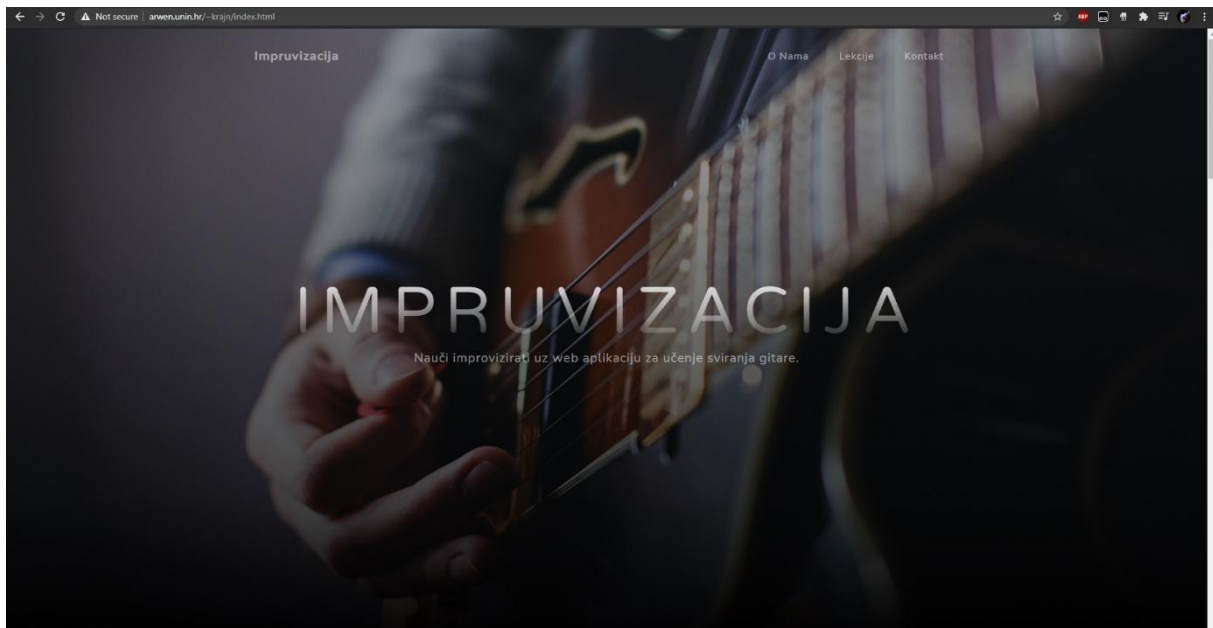 Not secure | arwen.unin.hr/~krajn/index.html
ABP
Impruvizacija
O Nama Lekcije Kontakt
IMPRUVIZACIJA
Nauči improvizirati uz web aplikaciju za učenje sviranja gitare.